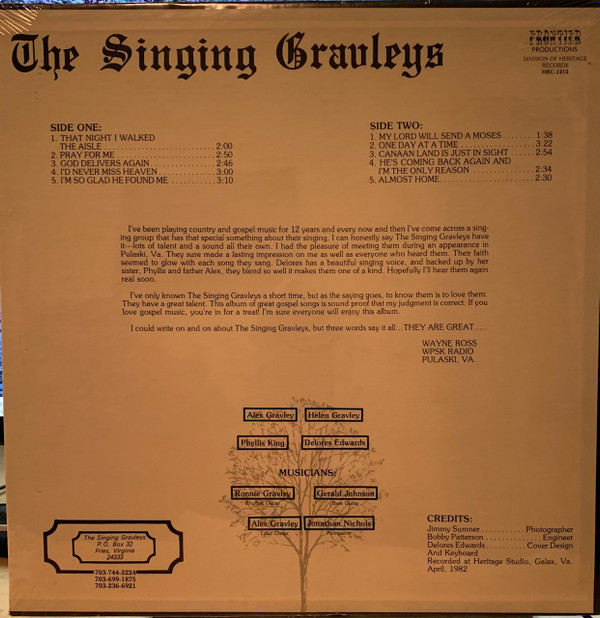 The Singing Gravleys
FRONTIER
PRODUCTIONS
DIVISION OF HERITAGE
RECORDS
HRC-1212
SIDE ONE:
1. THAT NIGHT I WALKED
THE AISLE ........................ 2:00
2. PRAY FOR ME ........................ 2:50
3. GOD DELIVERS AGAIN ................ 2:46
4. I'D NEVER MISS HEAVEN ............. 3:00
5. I'M SO GLAD HE FOUND ME .......... 3:10
SIDE TWO:
1. MY LORD WILL SEND A MOSES ........ 1:38
2. ONE DAY AT A TIME .................. 3:22
3. CANAAN LAND IS JUST IN SIGHT ...... 2:54
4. HE'S COMING BACK AGAIN AND
I'M THE ONLY REASON ................ 2:34
5. ALMOST HOME ........................ 2:30
I've been playing country and gospel music for 12 years and every now and then I've come across a sing-
ing group that has that special something about their singing. I can honestly say The Singing Gravleys have
it—lots of talent and a sound all their own. I had the pleasure of meeting them during an appearance in
Pulaski, Va. They sure made a lasting impression on me as well as everyone who heard them. Their faith
seemed to glow with each song they sang. Delores has a beautiful singing voice, and backed up by her
sister, Phyllis and father Alex, they blend so well it makes them one of a kind. Hopefully I'll hear them again
real soon.
I've only known The Singing Gravleys a short time, but as the saying goes, to know them is to love them.
They have a great talent. This album of great gospel songs is sound proof that my judgment is correct. If you
love gospel music, you're in for a treat! I'm sure everyone will enjoy this album.
I could write on and on about The Singing Gravleys, but three words say it all...THEY ARE GREAT.....
WAYNE ROSS
WPSK RADIO
PULASKI, VA.
Alex Gravley Helen Gravley
Phyllis King Delores Edwards
MUSICIANS:
Ronnie Gravley Gerald Johnson
Rhythm Guitar Bass Guitar
Alex Gravley Jonathan Nichols
Lead Guitar Percussion
The Singing Gravleys
P.O. Box 32
Fries, Virginia
24333
703-744-2224
703-699-1875
703-236-6921
CREDITS:
Jimmy Sumner .......... Photographer
Bobby Patterson .............. Engineer
Delores Edwards ......... Cover Design
And Keyboard
Recorded at Heritage Studio, Galax, Va.
April, 1982